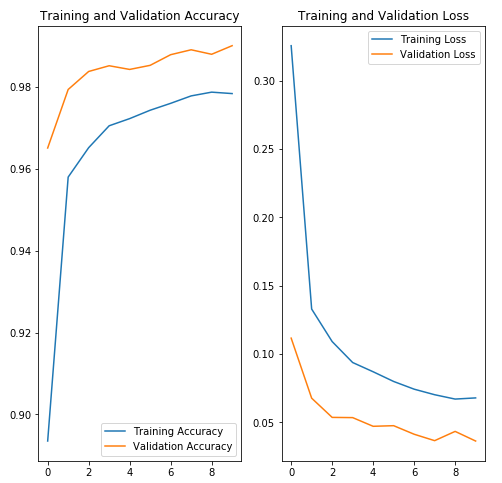 Training and Validation Accuracy
0.98
0.96
0.94
0.92
0.90
0 2 4 6 8
Training Accuracy
Validation Accuracy
Training and Validation Loss
0.30
0.25
0.20
0.15
0.10
0.05
0 2 4 6 8
Training Loss
Validation Loss